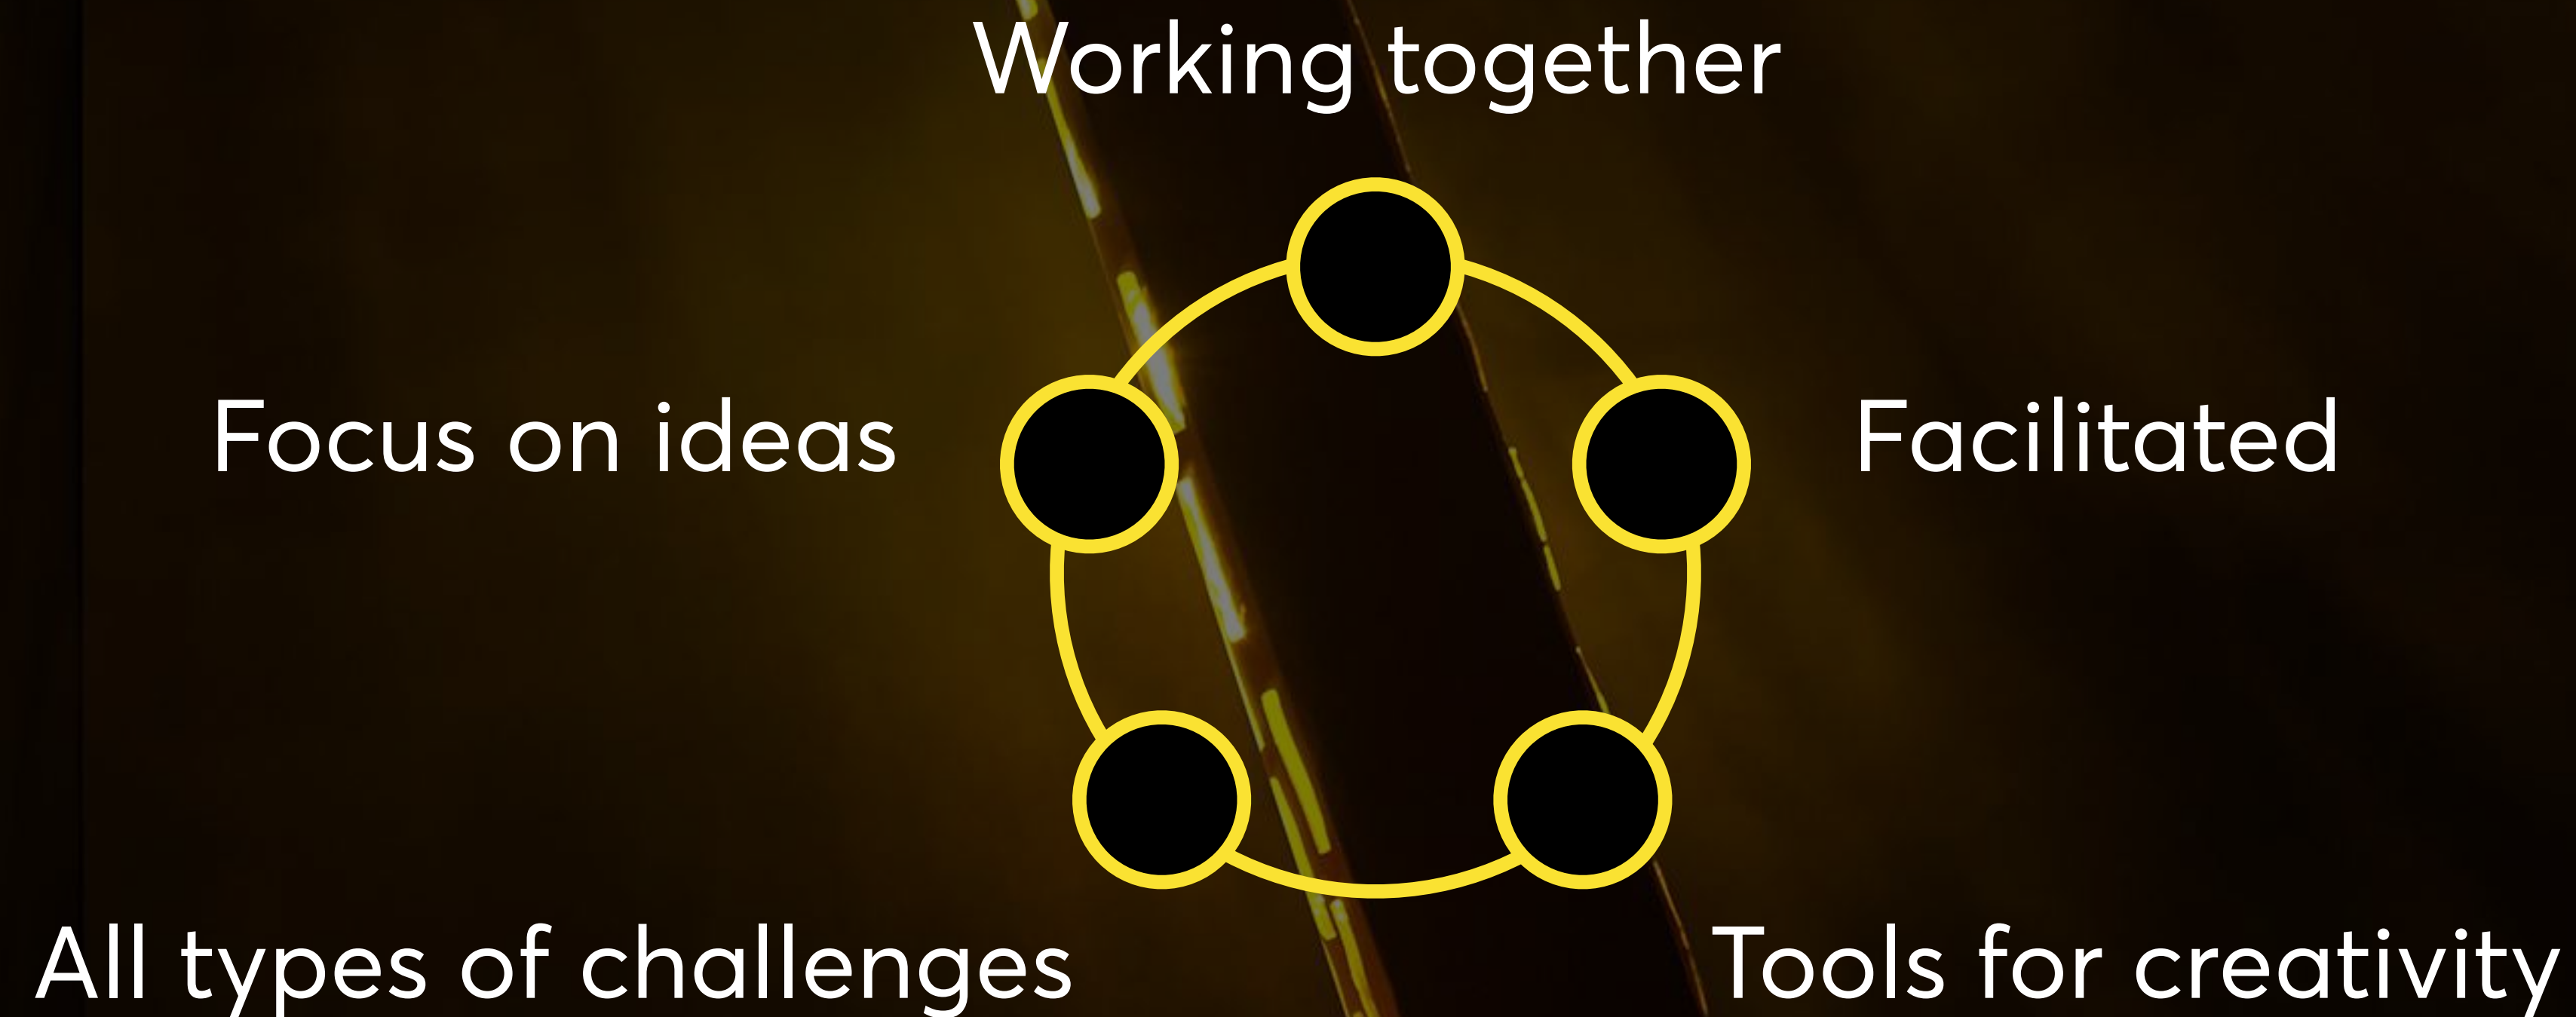 Working together
Focus on ideas
Facilitated
All types of challenges
Tools for creativity